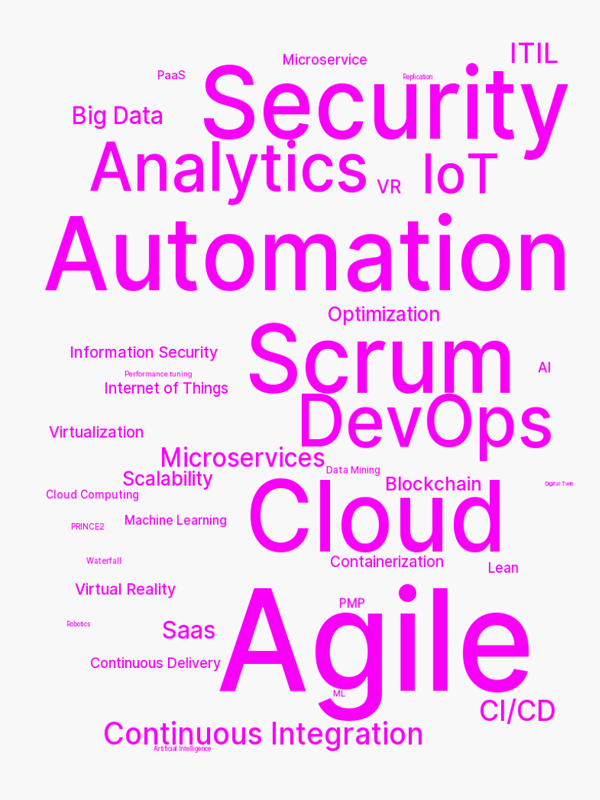 ITIL
Microservice
PaaS
Replication
Security
Big Data
Analytics
VR
IoT
Automation
Optimization
Scrum
Information Security
AI
Performance tuning
Internet of Things
DevOps
Virtualization
Microservices
Data Mining
Scalability
Blockchain
Digital Twin
Cloud Computing
Cloud
Machine Learning
PRINCE2
Waterfall
Containerization
Lean
Virtual Reality
PMP
Agile
Robotics
Saas
Continuous Delivery
ML
CI/CD
Continuous Integration
Artificial Intelligence